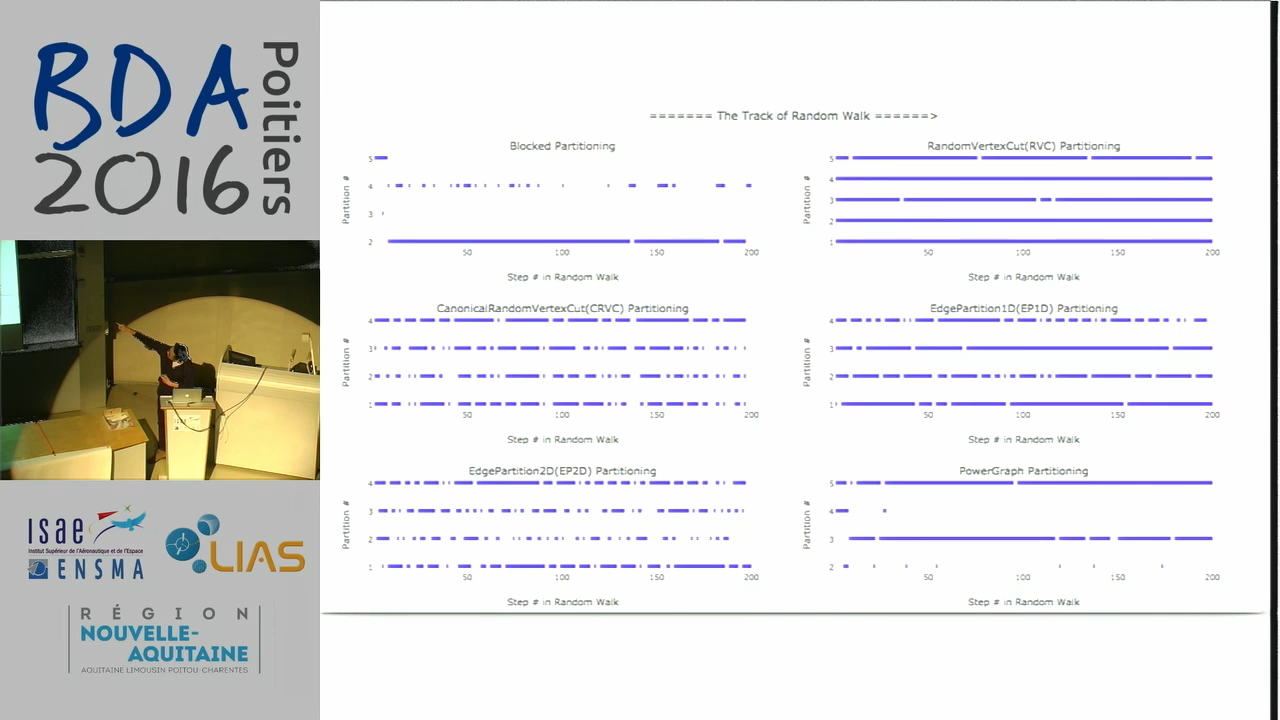 BDA
2016
Poitiers
isae
Institut Supérieur de l'Aéronautique et de l'Espace
ENSMA
LIAS
RÉGION
NOUVELLE-
AQUITAINE
AQUITAINE LIMOUSIN POITOU-CHARENTES
======= The Track of Random Walk ======>
Blocked Partitioning
Partition #
5
4
3
2
50 100 150 200
Step # in Random Walk
RandomVertexCut(RVC) Partitioning
Partition #
5
4
3
2
1
50 100 150 200
Step # in Random Walk
CanonicalRandomVertexCut(CRVC) Partitioning
Partition #
4
3
2
1
50 100 150 200
Step # in Random Walk
EdgePartition1D(EP1D) Partitioning
Partition #
4
3
2
1
50 100 150 200
Step # in Random Walk
EdgePartition2D(EP2D) Partitioning
Partition #
4
3
2
1
50 100 150 200
Step # in Random Walk
PowerGraph Partitioning
Partition #
5
4
3
2
50 100 150 200
Step # in Random Walk